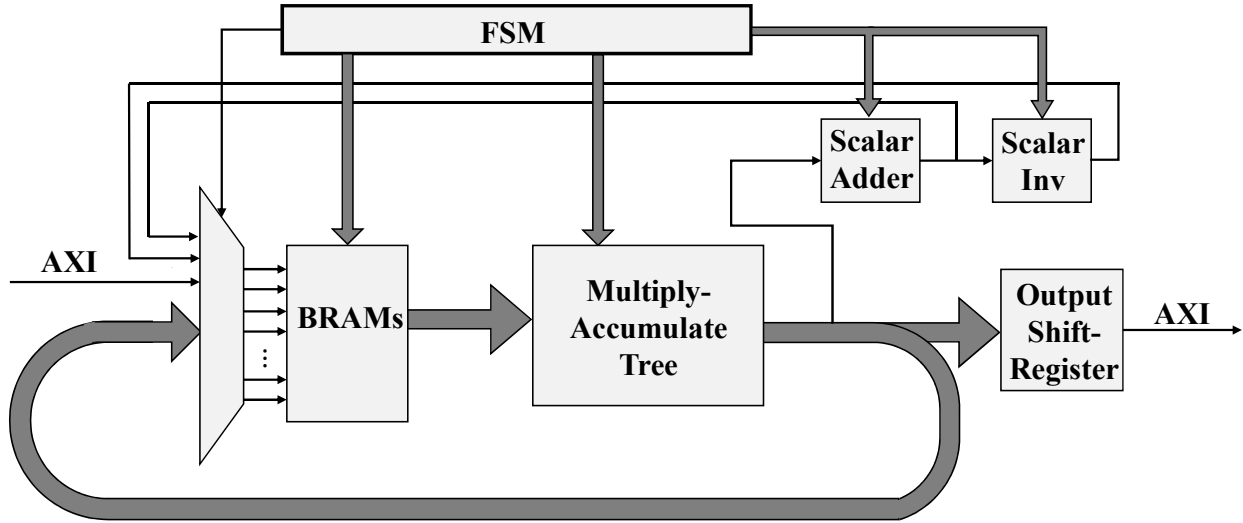 FSM
Scalar
Adder
Scalar
Inv
AXI
BRAMs
Multiply-
Accumulate
Tree
Output
Shift-
Register
AXI